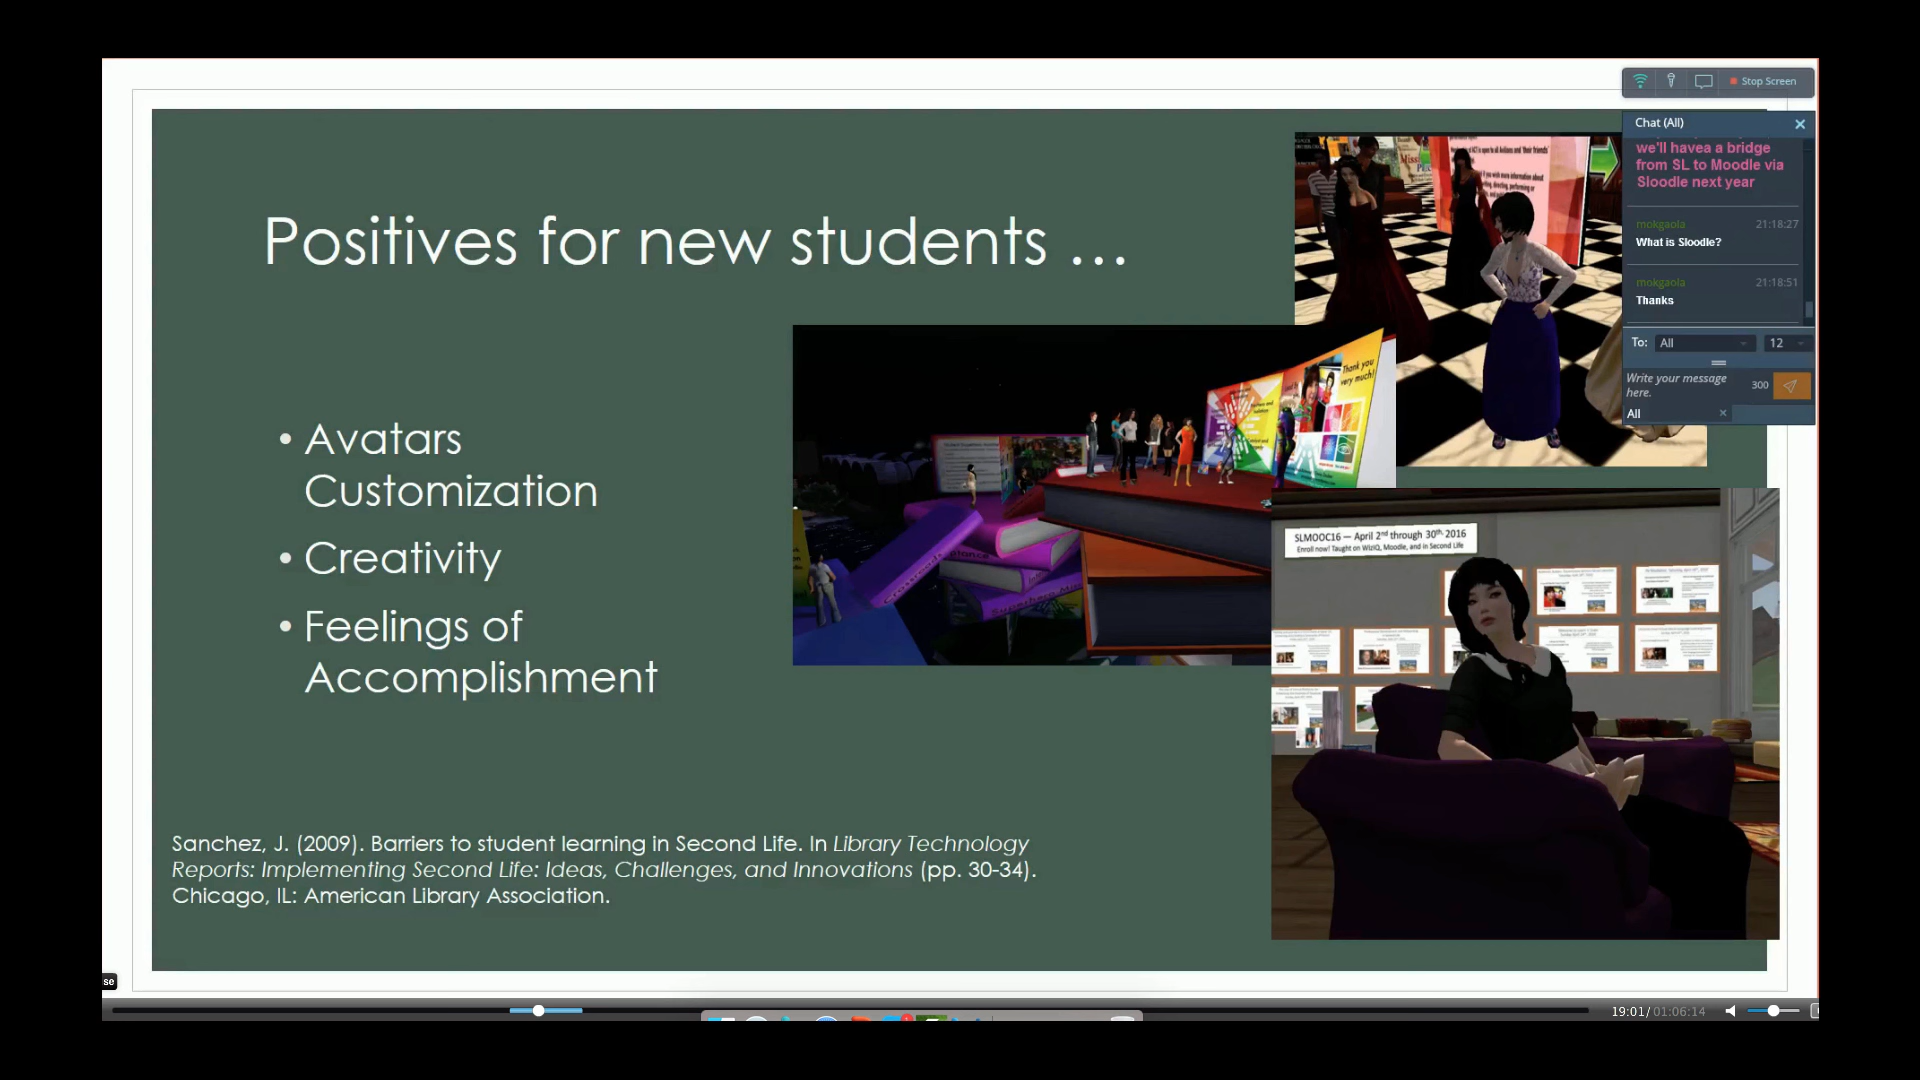 Stop Screen
Chat (All)
we'll havea a bridge
from SL to Moodle via
Sloodle next year
mokgaola 21:18:27
What is Sloodle?
mokgaola 21:18:51
Thanks
To: All 12
Write your message
here.
300
All
Positives for new students ...
• Avatars
Customization
• Creativity
• Feelings of
Accomplishment
Thank you
very much!
SLMOOC16 — April 2nd through 30th 2016
Enroll now! Taught on WizIQ, Moodle, and in Second Life
Sanchez, J. (2009). Barriers to student learning in Second Life. In Library Technology
Reports: Implementing Second Life: Ideas, Challenges, and Innovations (pp. 30-34).
Chicago, IL: American Library Association.
se
19:01/01:06:14